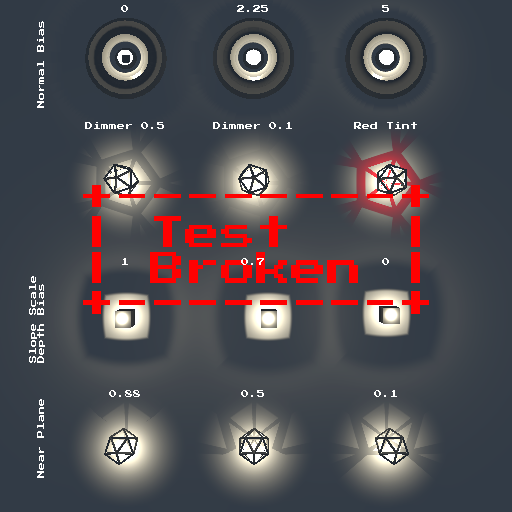 0 2.25 5
Normal Bias
Dimmer 0.5 Dimmer 0.1 Red Tint
Test
Broken
1 0.7 0
Slope Scale
Depth Bias
0.88 0.5 0.1
Near Plane